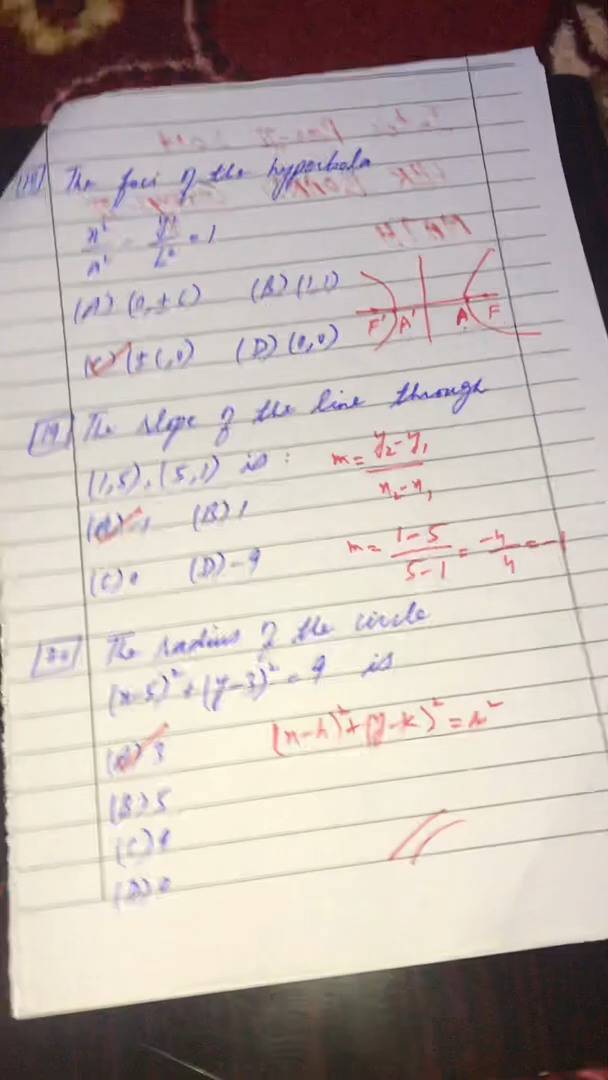 The foci of the hyperbola
x²/a² - y²/b² = 1
(A) (0, ± c) (B) (1,1)
(C) (± c, 0) (D) (0,0)
F' A' A F
[19] The slope of the line through
(1,5), (5,1) is :
m = y₂-y₁/x₂-x₁
(A) -1 (B) 1
(C) 0 (D) -9
m = 1-5/5-1 = -4/4 = -1
The radius of the circle
(x-5)² + (y-3)² = 9 is
(x-h)² + (y-k)² = r²
(A) 3
(B) 5
(C) 9
(D) 0